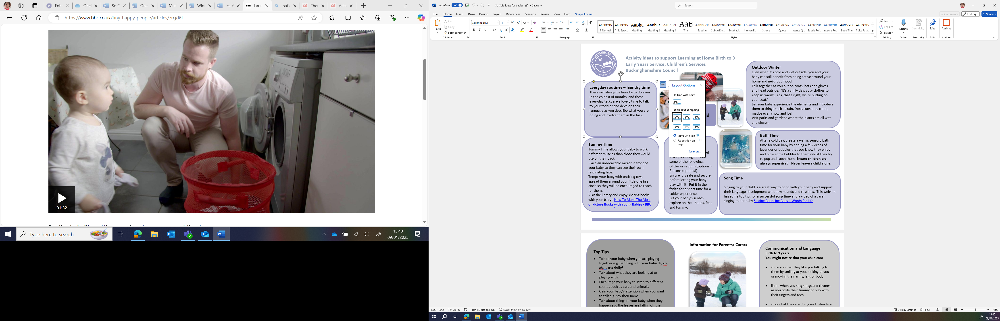 Enha
One
So C
One
Mus
Wint
Ice V
Laur
nati
Ther
Activ
https://www.bbc.co.uk/tiny-happy-people/articles/zrcjd6f
01:32
Type here to search
15:40
09/01/2025
AutoSave
So Cold ideas for babies
• Saved
Search
File Home Insert Draw Design Layout References Mailings Review View Help Shape Format
Comments
Editing
Share
Paste
Cut
Copy
Format Painter
Clipboard
Calibri (Body)
11
Font
Paragraph
¶ Normal
¶ No Spac...
Heading 1
Heading 2
Heading 3
Title
Subtitle
Subtle Em...
Emphasis
Intense E...
Strong
Quote
Intense Q...
Subtle Ref...
Intense Re...
Book Title
¶ List Para...
Styles
Find
Replace
Select
Editing
Dictate
Voice
Sensitivity
Sensitivity
Editor
Editor
Add-ins
Add-ins
BUCKINGHAMSHIRE COUNCIL
est. 2020
Activity ideas to support Learning at Home Birth to 3
Early Years Service, Children's Services
Buckinghamshire Council
Everyday routines – laundry time
There will always be laundry to do even
in the coldest of months, and these
everyday tasks are a lovely time to talk
to your toddler and develop their
language as you describe what you are
doing and involve them in the task.
Layout Options
In Line with Text
With Text Wrapping
Move with text
Fix position on
page
See more...
ld
Outdoor Winter
Even when it's cold and wet outside, you and your
baby can still benefit from being active around your
home and neighbourhood.
Talk together as you put on coats, hats and gloves
and head outside.  'It's a chilly day, cosy clothes to
keep us warm'.  Yes, that's right, we're putting on
your coat.'
Let your baby experience the elements and introduce
them to things such as rain, frost, sunshine, cloud,
maybe even snow and ice!
Visit parks and gardens where the plants are all wet
and glossy.
Tummy Time
Tummy Time allows your baby to work
different muscles than those they would
use on their back.
Place an unbreakable mirror in front of
your baby so they can see their own
fascinating face.
Tempt your baby with enticing toys.
Spread them around your little one in a
circle so they will be encouraged to reach
for them.
Visit the library and enjoy sharing books
with your baby - How To Make The Most
of Picture Books with Young Babies - BBC
gel
in a Ziplock bag and add
some of the following:
Glitter or sequins (optional)
Buttons (optional)
Ensure it is safe and secure
before letting your baby
play with it.  Put it in the
fridge for a short time for a
colder experience.
Let your baby's senses
explore on their hands, feet
and tummy.
Bath Time
After a cold day, create a warm, sensory bath
time for your baby by adding a few drops of
lavender or bubbles that you know they enjoy
and blow some bubbles to them whilst they try
to pop and catch them. Ensure children are
always supervised.  Never leave a child alone.
Song Time
Singing to your child is a great way to bond with your baby and support
their language development with new sounds and rhythms.  This website
has some top tips for a successful song time and a video of a carer
singing to her baby Singing Bouncing Baby | Words for Life
Top Tips
• Talk to your baby when you are playing
together e.g. babbling with your baby ch, ch,
ch... . it's chilly!
• Talk about what they are looking at or
playing with.
• Encourage your baby to listen to different
sounds such as cars and animals.
• Gain your baby's attention when you want
to talk e.g. say their name.
• Talk about things to your baby when they
happen e.g. the leaves are falling off the
Information for Parents/ Carers
Communication and Language
Birth to 3 years
You might notice that your child can:
• show you that they like you talking to
them by smiling at you, looking at you
or moving their arms, legs or body.
• listen when you sing songs and rhymes
as you tickle their tummy or play with
their fingers and toes.
• stop what they are doing and listen to a
Page 1 of 2
754 words
Text Predictions: On
Accessibility: Investigate
Display Settings
Focus
105%
15:40
09/01/2025